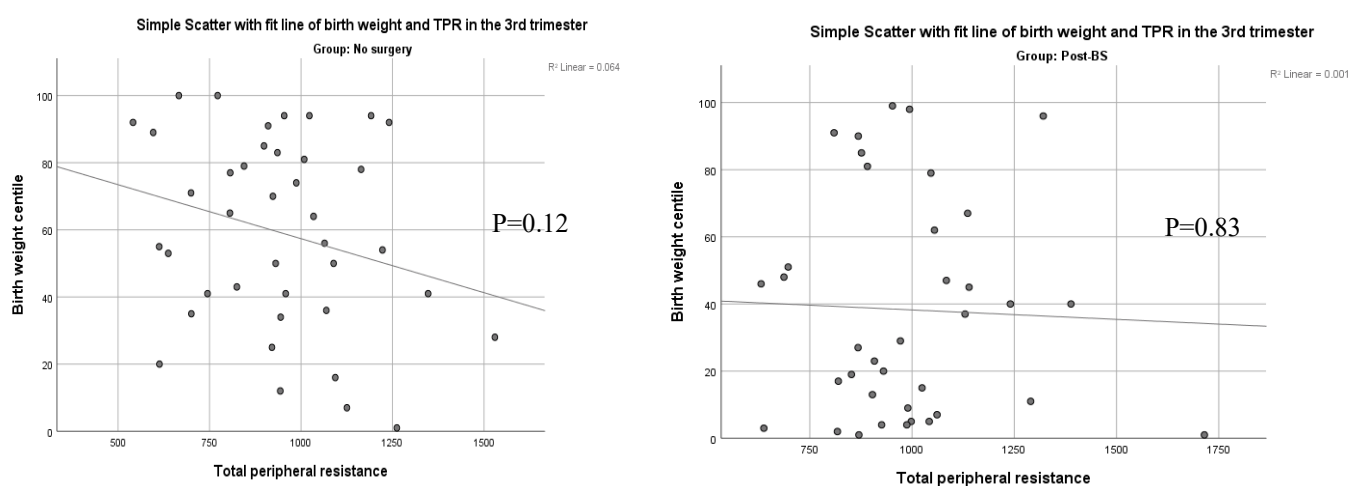 Simple Scatter with fit line of birth weight and TPR in the 3rd trimester
Group: No surgery
R² Linear = 0.064
100
80
60
40
20
0
Birth weight centile
P=0.12
500 750 1000 1250 1500
Total peripheral resistance
Simple Scatter with fit line of birth weight and TPR in the 3rd trimester
Group: Post-BS
R² Linear = 0.001
100
80
60
40
20
0
Birth weight centile
P=0.83
750 1000 1250 1500 1750
Total peripheral resistance